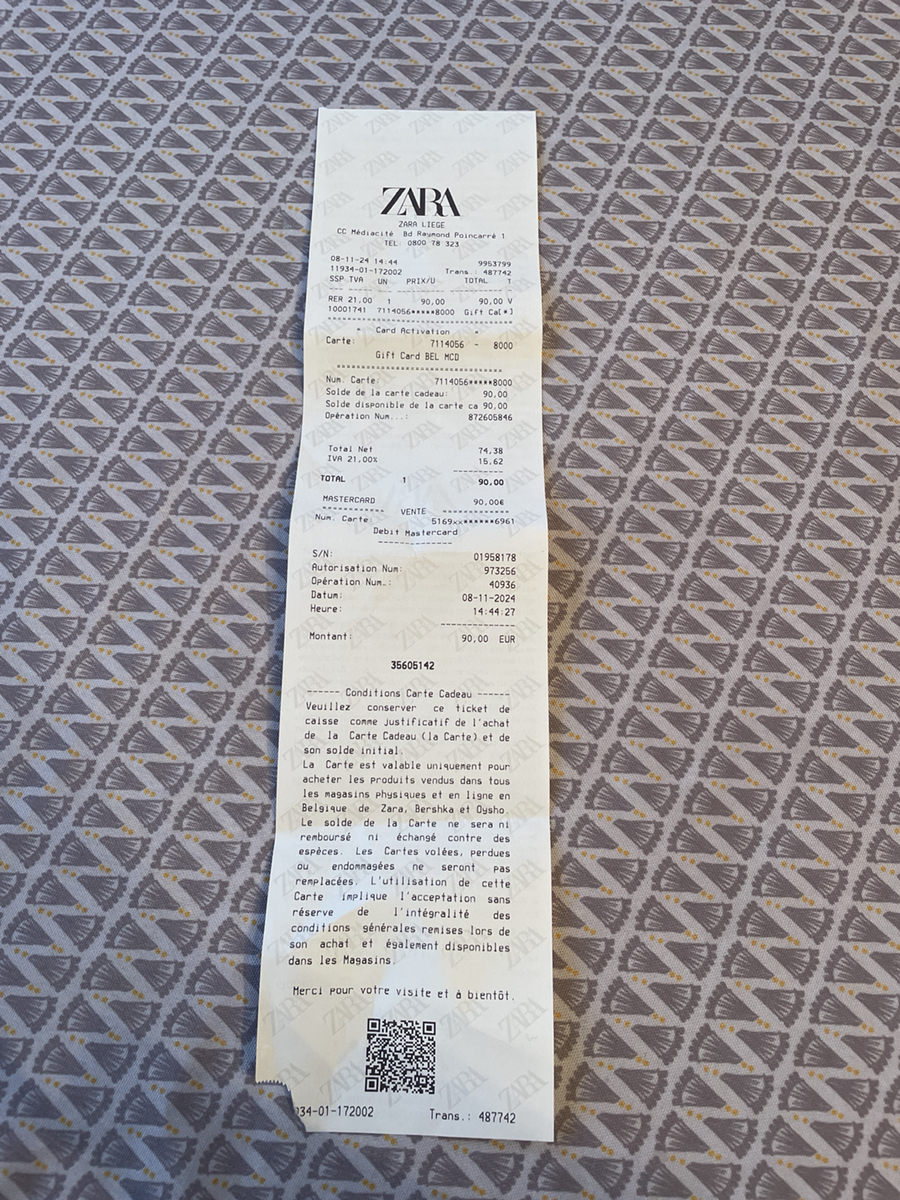 ZARA
ZARA LIEGE
CC Médiacité Bd Raymond Poincarré 1
TEL: 0800 78 323
08-11-24 14:44 9953799
11934-01-172002 Trans.: 487742
SSP TVA UN PRIX/U TOTAL T
RER 21,00 1 90,00 90,00 V
10001741 7114056*****8000 Gift Ca[*]
* Card Activation *
Carte: 7114056 - 8000
Gift Card BEL MCD
Num. Carte: 7114056*****8000
Solde de la carte cadeau: 90,00
Solde disponible de la carte ca 90,00
Opération Num...: 872605846
Total Net 74,38
IVA 21,00% 15,62
TOTAL 1 90,00
MASTERCARD 90,00€
VENTE
Num. Carte: 5169xx******6961
Debit Mastercard
S/N: 01958178
Autorisation Num: 973256
Opération Num.: 40936
Datum: 08-11-2024
Heure: 14:44:27
Montant: 90,00 EUR
35605142
------ Conditions Carte Cadeau ------
Veuillez conserver ce ticket de
caisse comme justificatif de l'achat
de la Carte Cadeau (la Carte) et de
son solde initial.
La Carte est valable uniquement pour
acheter les produits vendus dans tous
les magasins physiques et en ligne en
Belgique de Zara, Bershka et Oysho.
Le solde de la Carte ne sera ni
remboursé ni échangé contre des
espèces. Les Cartes volées, perdues
ou endommagées ne seront pas
remplacées. L'utilisation de cette
Carte implique l'acceptation sans
réserve de l'intégralité des
conditions générales remises lors de
son achat et également disponibles
dans les Magasins.
Merci pour votre visite et à bientôt.
934-01-172002 Trans.: 487742